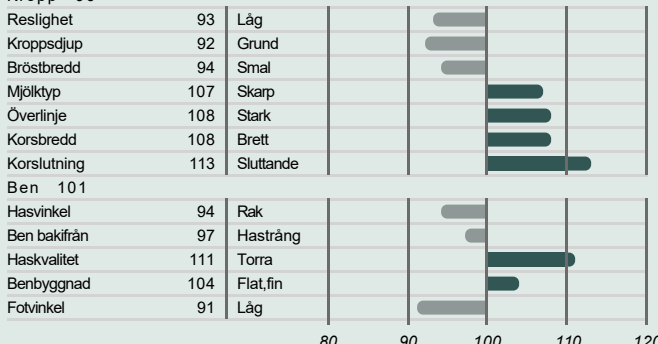 Reslighet 93 Låg
Kroppsdjup 92 Grund
Bröstbredd 94 Smal
Mjölktyp 107 Skarp
Överlinje 108 Stark
Korsbredd 108 Brett
Korslutning 113 Sluttande
Ben 101
Hasvinkel 94 Rak
Ben bakifrån 97 Hastrång
Haskvalitet 111 Torra
Benbyggnad 104 Flat,fin
Fotvinkel 91 Låg
80 90 100 110 120